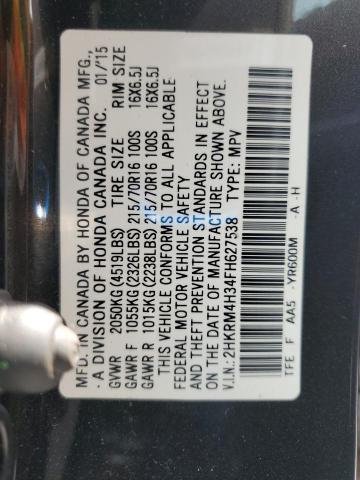 MFD. IN CANADA BY HONDA OF CANADA MFG.,
- A DIVISION OF HONDA CANADA INC. 01/'15
GVWR 2050KG (4519LBS) TIRE SIZE RIM SIZE
GAWR F 1055KG (2326LBS) 215/70R16 100S 16X6.5J
GAWR R 1015KG (2238LBS) 215/70R16 100S 16X6.5J
THIS VEHICLE CONFORMS TO ALL APPLICABLE
FEDERAL MOTOR VEHICLE SAFETY
AND THEFT PREVENTION STANDARDS IN EFFECT
ON THE DATE OF MANUFACTURE SHOWN ABOVE.
V.I.N.: 2HKRM4H34FH627538 TYPE: MPV
TFE F AA5 -YR600M -A -H